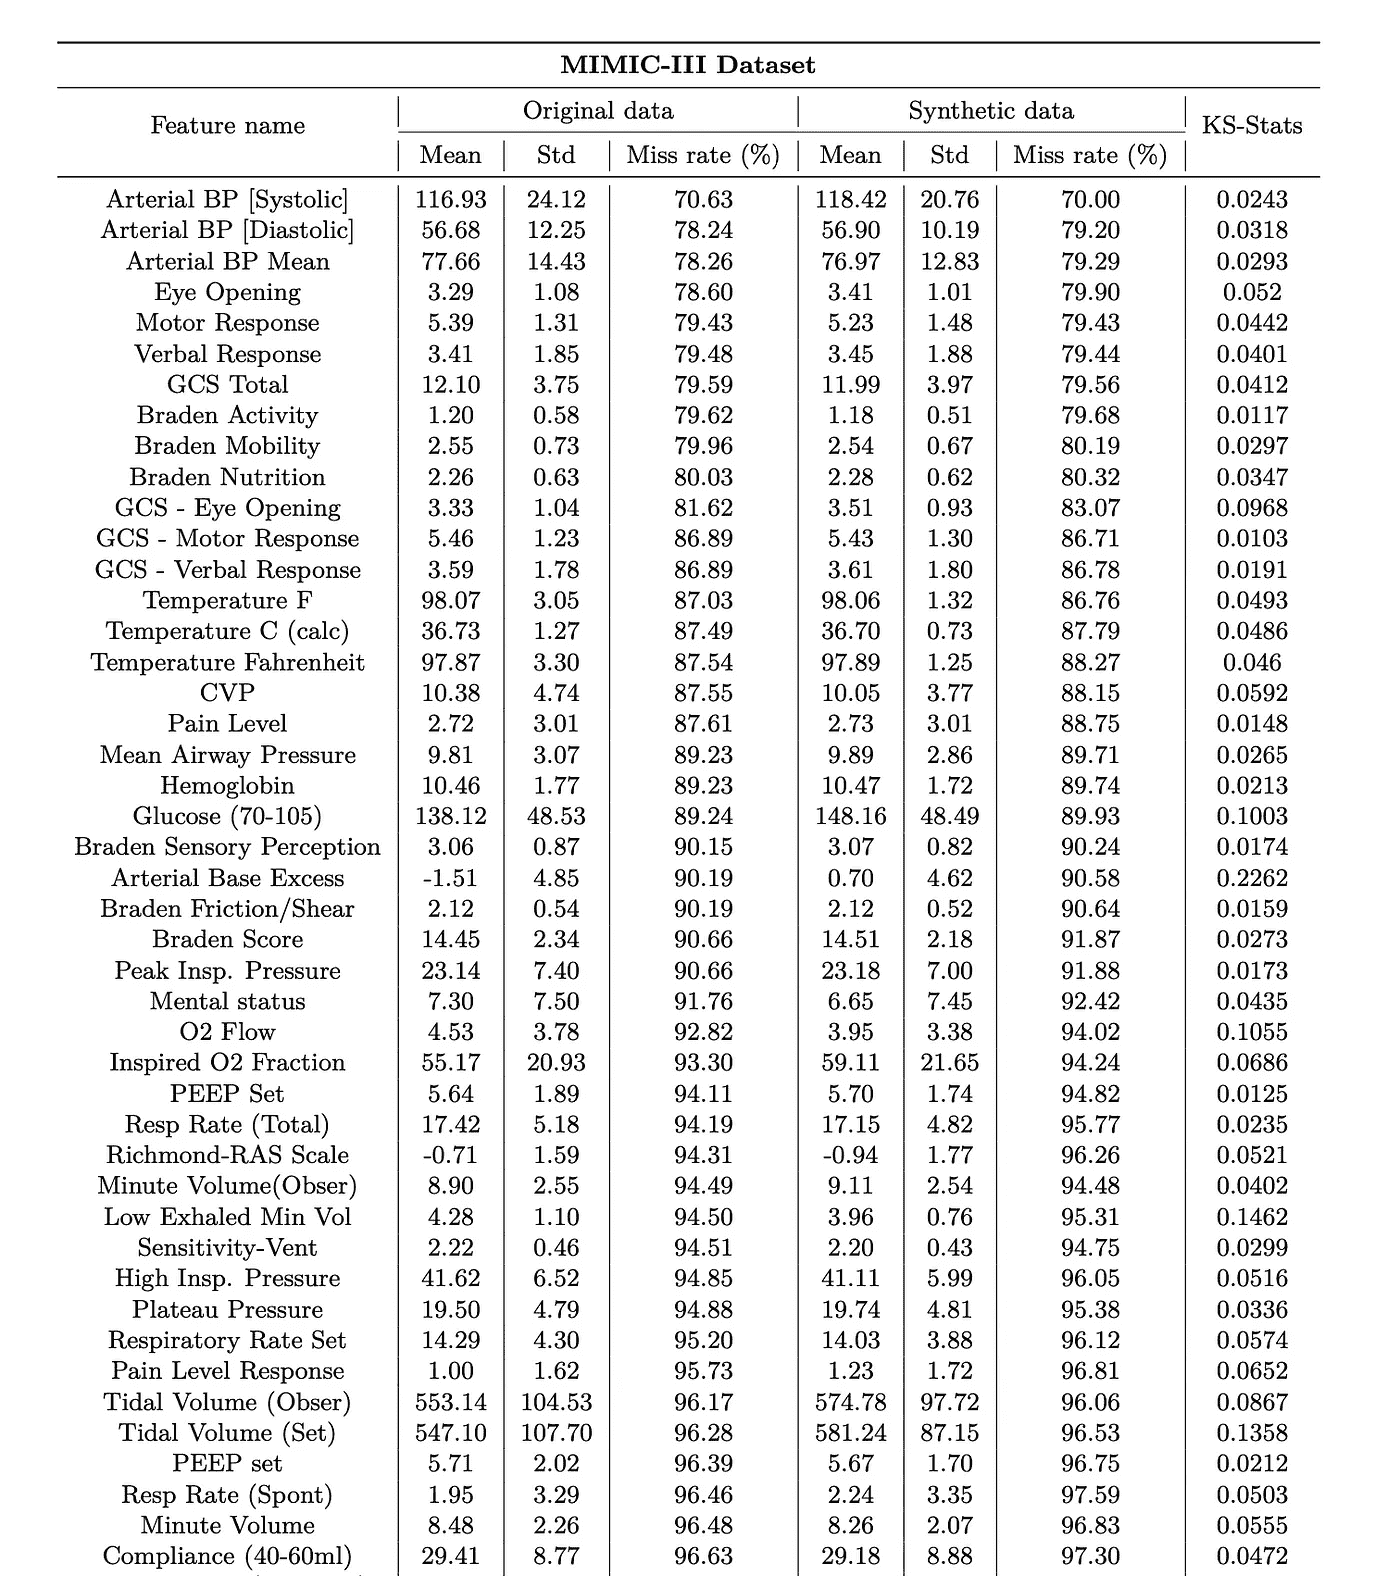 MIMIC-III Dataset
Feature name Original data Synthetic data KS-Stats
Mean Std Miss rate (%) Mean Std Miss rate (%)
Arterial BP [Systolic] 116.93 24.12 70.63 118.42 20.76 70.00 0.0243
Arterial BP [Diastolic] 56.68 12.25 78.24 56.90 10.19 79.20 0.0318
Arterial BP Mean 77.66 14.43 78.26 76.97 12.83 79.29 0.0293
Eye Opening 3.29 1.08 78.60 3.41 1.01 79.90 0.052
Motor Response 5.39 1.31 79.43 5.23 1.48 79.43 0.0442
Verbal Response 3.41 1.85 79.48 3.45 1.88 79.44 0.0401
GCS Total 12.10 3.75 79.59 11.99 3.97 79.56 0.0412
Braden Activity 1.20 0.58 79.62 1.18 0.51 79.68 0.0117
Braden Mobility 2.55 0.73 79.96 2.54 0.67 80.19 0.0297
Braden Nutrition 2.26 0.63 80.03 2.28 0.62 80.32 0.0347
GCS - Eye Opening 3.33 1.04 81.62 3.51 0.93 83.07 0.0968
GCS - Motor Response 5.46 1.23 86.89 5.43 1.30 86.71 0.0103
GCS - Verbal Response 3.59 1.78 86.89 3.61 1.80 86.78 0.0191
Temperature F 98.07 3.05 87.03 98.06 1.32 86.76 0.0493
Temperature C (calc) 36.73 1.27 87.49 36.70 0.73 87.79 0.0486
Temperature Fahrenheit 97.87 3.30 87.54 97.89 1.25 88.27 0.046
CVP 10.38 4.74 87.55 10.05 3.77 88.15 0.0592
Pain Level 2.72 3.01 87.61 2.73 3.01 88.75 0.0148
Mean Airway Pressure 9.81 3.07 89.23 9.89 2.86 89.71 0.0265
Hemoglobin 10.46 1.77 89.23 10.47 1.72 89.74 0.0213
Glucose (70-105) 138.12 48.53 89.24 148.16 48.49 89.93 0.1003
Braden Sensory Perception 3.06 0.87 90.15 3.07 0.82 90.24 0.0174
Arterial Base Excess -1.51 4.85 90.19 0.70 4.62 90.58 0.2262
Braden Friction/Shear 2.12 0.54 90.19 2.12 0.52 90.64 0.0159
Braden Score 14.45 2.34 90.66 14.51 2.18 91.87 0.0273
Peak Insp. Pressure 23.14 7.40 90.66 23.18 7.00 91.88 0.0173
Mental status 7.30 7.50 91.76 6.65 7.45 92.42 0.0435
O2 Flow 4.53 3.78 92.82 3.95 3.38 94.02 0.1055
Inspired O2 Fraction 55.17 20.93 93.30 59.11 21.65 94.24 0.0686
PEEP Set 5.64 1.89 94.11 5.70 1.74 94.82 0.0125
Resp Rate (Total) 17.42 5.18 94.19 17.15 4.82 95.77 0.0235
Richmond-RAS Scale -0.71 1.59 94.31 -0.94 1.77 96.26 0.0521
Minute Volume(Obser) 8.90 2.55 94.49 9.11 2.54 94.48 0.0402
Low Exhaled Min Vol 4.28 1.10 94.50 3.96 0.76 95.31 0.1462
Sensitivity-Vent 2.22 0.46 94.51 2.20 0.43 94.75 0.0299
High Insp. Pressure 41.62 6.52 94.85 41.11 5.99 96.05 0.0516
Plateau Pressure 19.50 4.79 94.88 19.74 4.81 95.38 0.0336
Respiratory Rate Set 14.29 4.30 95.20 14.03 3.88 96.12 0.0574
Pain Level Response 1.00 1.62 95.73 1.23 1.72 96.81 0.0652
Tidal Volume (Obser) 553.14 104.53 96.17 574.78 97.72 96.06 0.0867
Tidal Volume (Set) 547.10 107.70 96.28 581.24 87.15 96.53 0.1358
PEEP set 5.71 2.02 96.39 5.67 1.70 96.75 0.0212
Resp Rate (Spont) 1.95 3.29 96.46 2.24 3.35 97.59 0.0503
Minute Volume 8.48 2.26 96.48 8.26 2.07 96.83 0.0555
Compliance (40-60ml) 29.41 8.77 96.63 29.18 8.88 97.30 0.0472